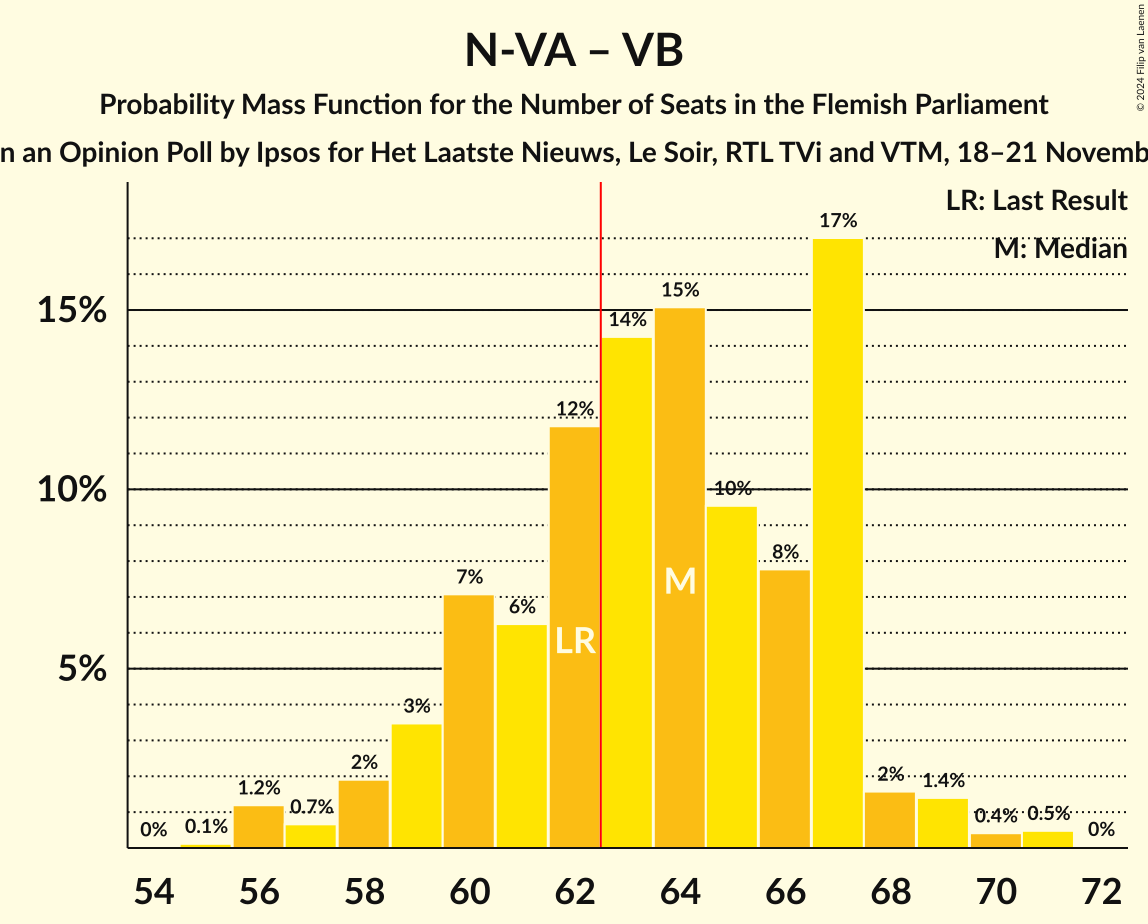 N-VA – VB
Probability Mass Function for the Number of Seats in the Flemish Parliament
an Opinion Poll by Ipsos for Het Laatste Nieuws, Le Soir, RTL TVi and VTM, 18–21
© 2024 Filip van Laenen
LR: Last Result
M: Median
17%
15%
15%
14%
12%
10%
10%
8%
7%
6%
M
LR
5%
3%
2%
1.2%
0.7%
0%
0.1%
2%
1.4%
0.4%
0.5%
0%
54 56 58 60 62 64 66 68 70 72